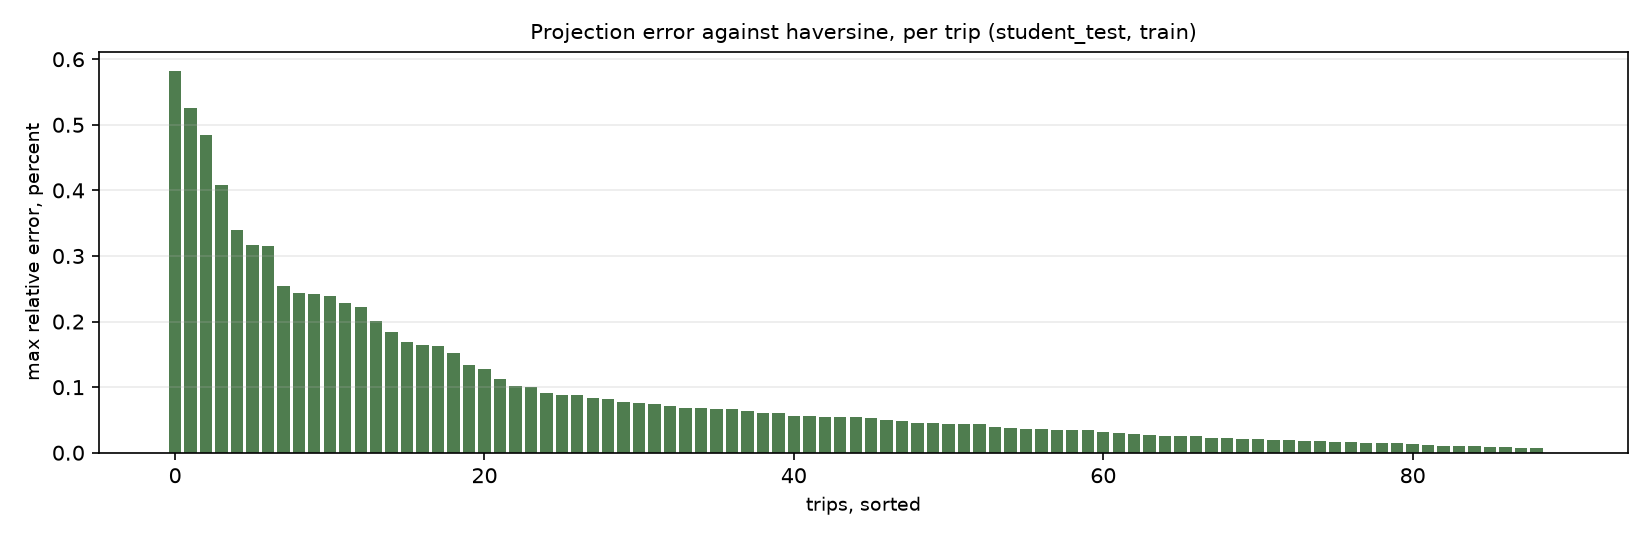 Projection error against haversine, per trip (student_test, train)
max relative error, percent
0.6
0.5
0.4
0.3
0.2
0.1
0.0
0 20 40 60 80
trips, sorted